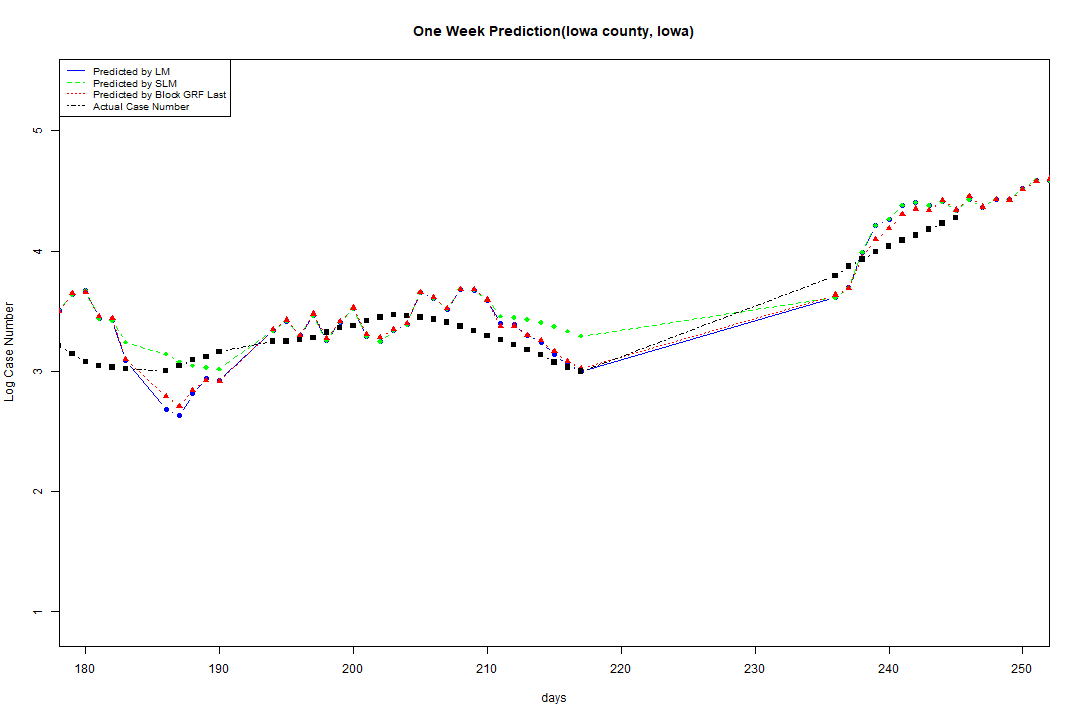 One Week Prediction(Iowa county, Iowa)
Predicted by LM
Predicted by SLM
Predicted by Block GRF Last
Actual Case Number
Log Case Number
5
4
3
2
1
180 190 200 210 220 230 240 250
days